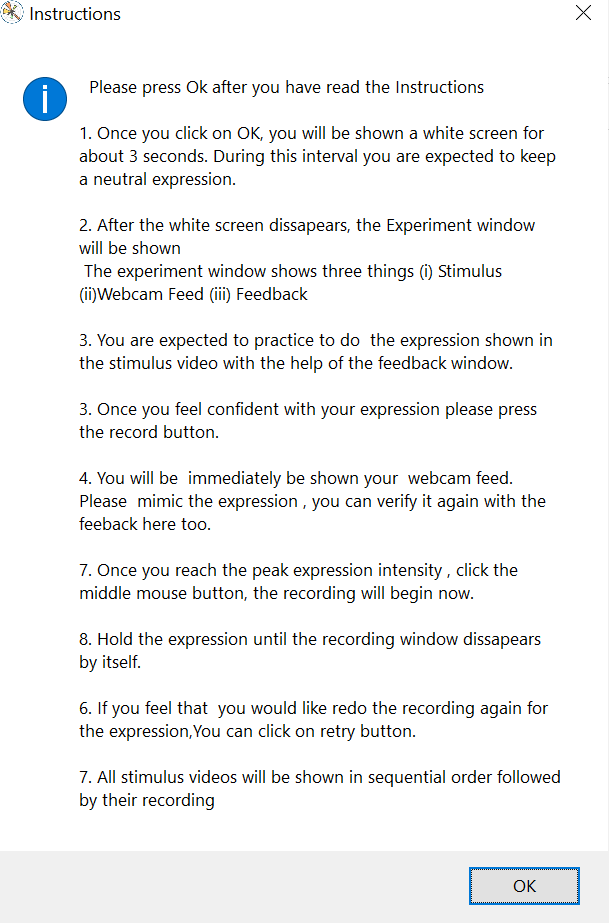 Instructions
Please press Ok after you have read the Instructions
1. Once you click on OK, you will be shown a white screen for
about 3 seconds. During this interval you are expected to keep
a neutral expression.
2. After the white screen dissapears, the Experiment window
will be shown
The experiment window shows three things (i) Stimulus
(ii)Webcam Feed (iii) Feedback
3. You are expected to practice to do  the expression shown in
the stimulus video with the help of the feedback window.
3. Once you feel confident with your expression please press
the record button.
4. You will be  immediately be shown your  webcam feed.
Please  mimic the expression , you can verify it again with the
feeback here too.
7. Once you reach the peak expression intensity , click the
middle mouse button, the recording will begin now.
8. Hold the expression until the recording window dissapears
by itself.
6. If you feel that  you would like redo the recording again for
the expression,You can click on retry button.
7. All stimulus videos will be shown in sequential order followed
by their recording
OK